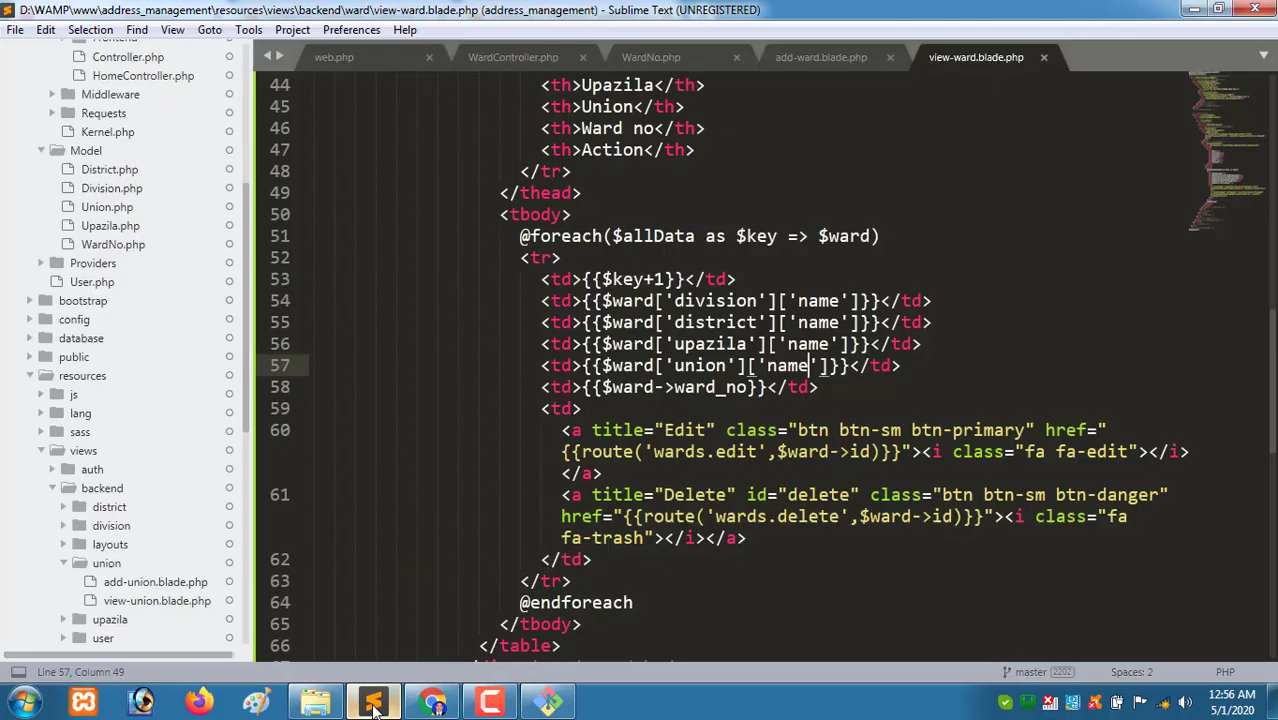 D:\WAMP\www\address_management\resources\views\backend\ward\view-ward.blade.php (address_management) - Sublime Text (UNREGISTERED)
File Edit Selection Find View Goto Tools Project Preferences Help
web.php WardController.php WardNo.php add-ward.blade.php view-ward.blade.php
Controller.php
HomeController.php
Middleware
Requests
Kernel.php
Model
District.php
Division.php
Union.php
Upazila.php
WardNo.php
Providers
User.php
bootstrap
config
database
public
resources
js
lang
sass
views
auth
backend
district
division
layouts
union
add-union.blade.php
view-union.blade.php
upazila
user
44 <th>Upazila</th>
45 <th>Union</th>
46 <th>Ward no</th>
47 <th>Action</th>
48 </tr>
49 </thead>
50 <tbody>
51 @foreach($allData as $key => $ward)
52 <tr>
53 <td>{{$key+1}}</td>
54 <td>{{$ward['division']['name']}}</td>
55 <td>{{$ward['district']['name']}}</td>
56 <td>{{$ward['upazila']['name']}}</td>
57 <td>{{$ward['union']['name']}}</td>
58 <td>{{$ward->ward_no}}</td>
59 <td>
60 <a title="Edit" class="btn btn-sm btn-primary" href="
{{route('wards.edit',$ward->id)}}"><i class="fa fa-edit"></i>
</a>
61 <a title="Delete" id="delete" class="btn btn-sm btn-danger"
href="{{route('wards.delete',$ward->id)}}"><i class="fa
fa-trash"></i></a>
62 </td>
63 </tr>
64 @endforeach
65 </tbody>
66 </table>
Line 57, Column 49 master 2202 Spaces: 2 PHP
12:56 AM
5/1/2020